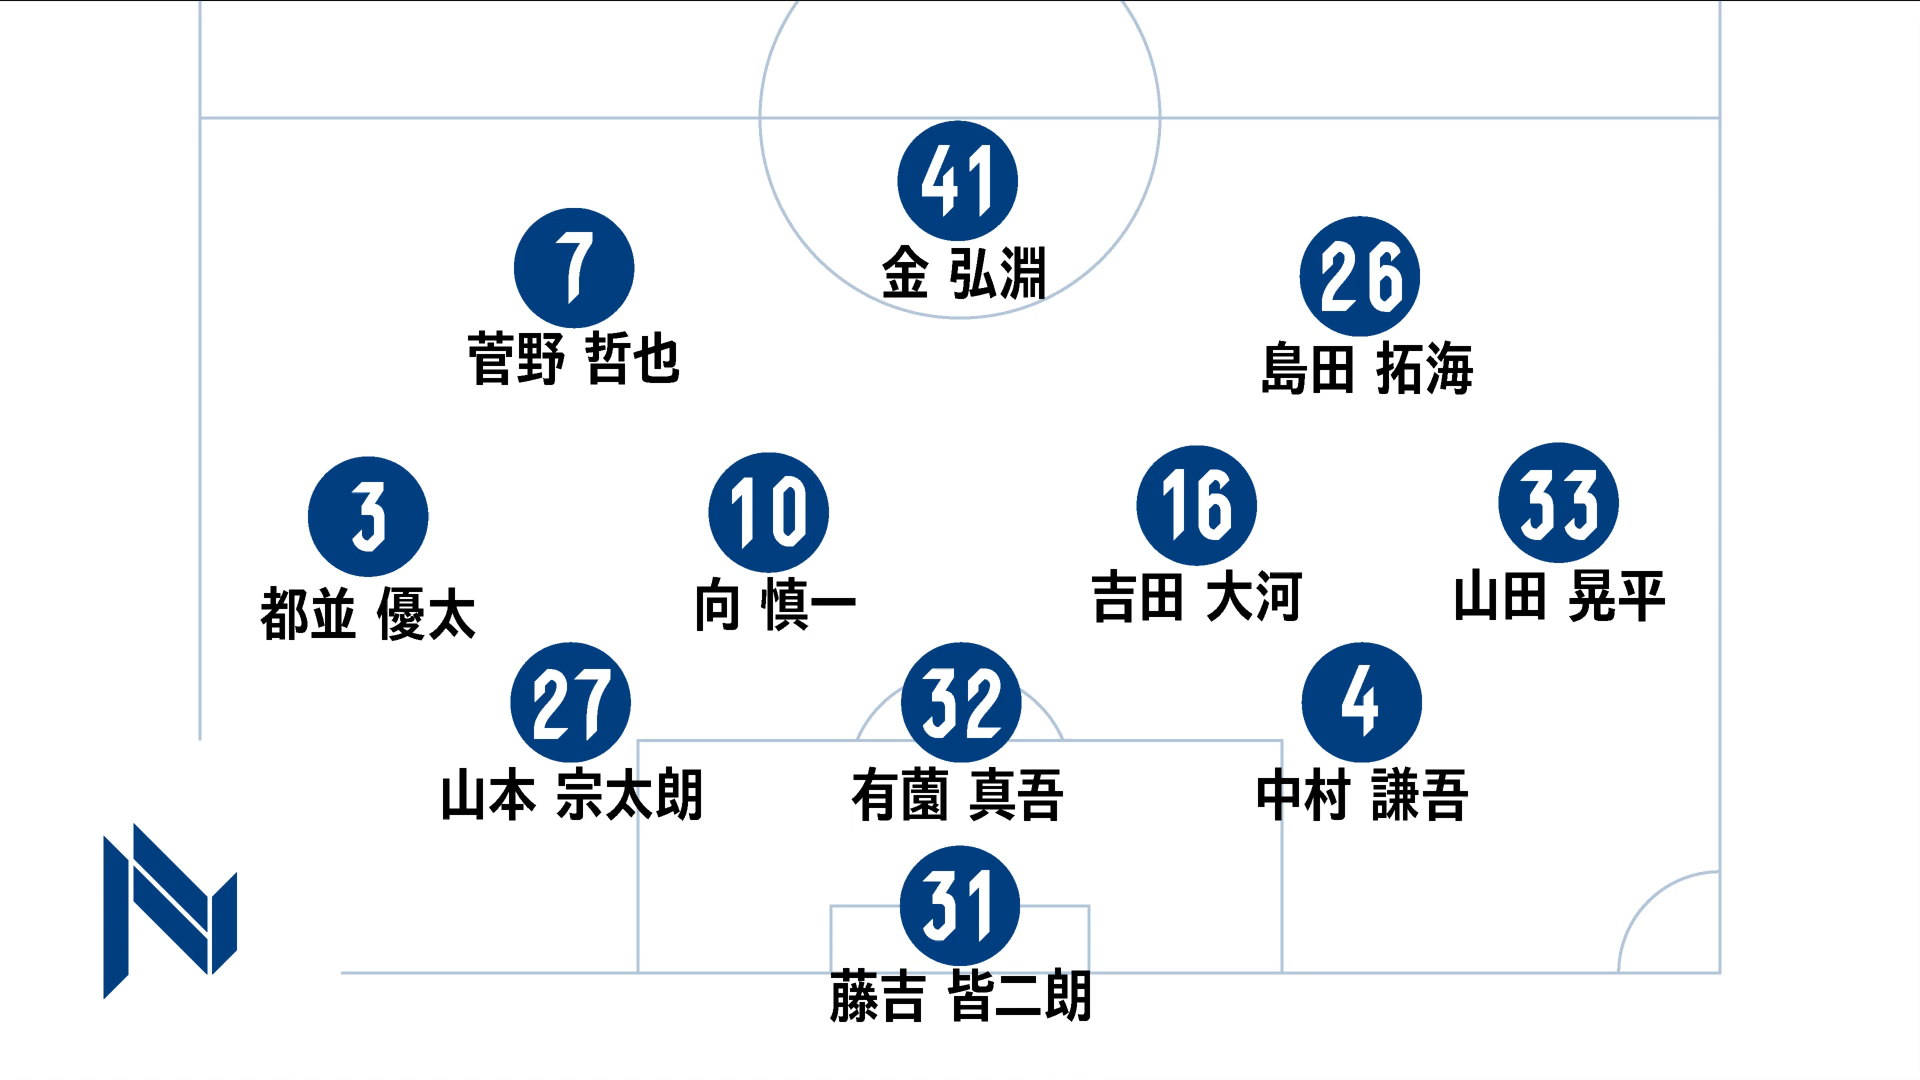 41
金 弘淵
7
菅野 哲也
26
島田 拓海
3
都並 優太
10
向 慎一
16
吉田 大河
33
山田 晃平
27
山本 宗太朗
32
有薗 真吾
4
中村 謙吾
31
藤吉 皆二朗